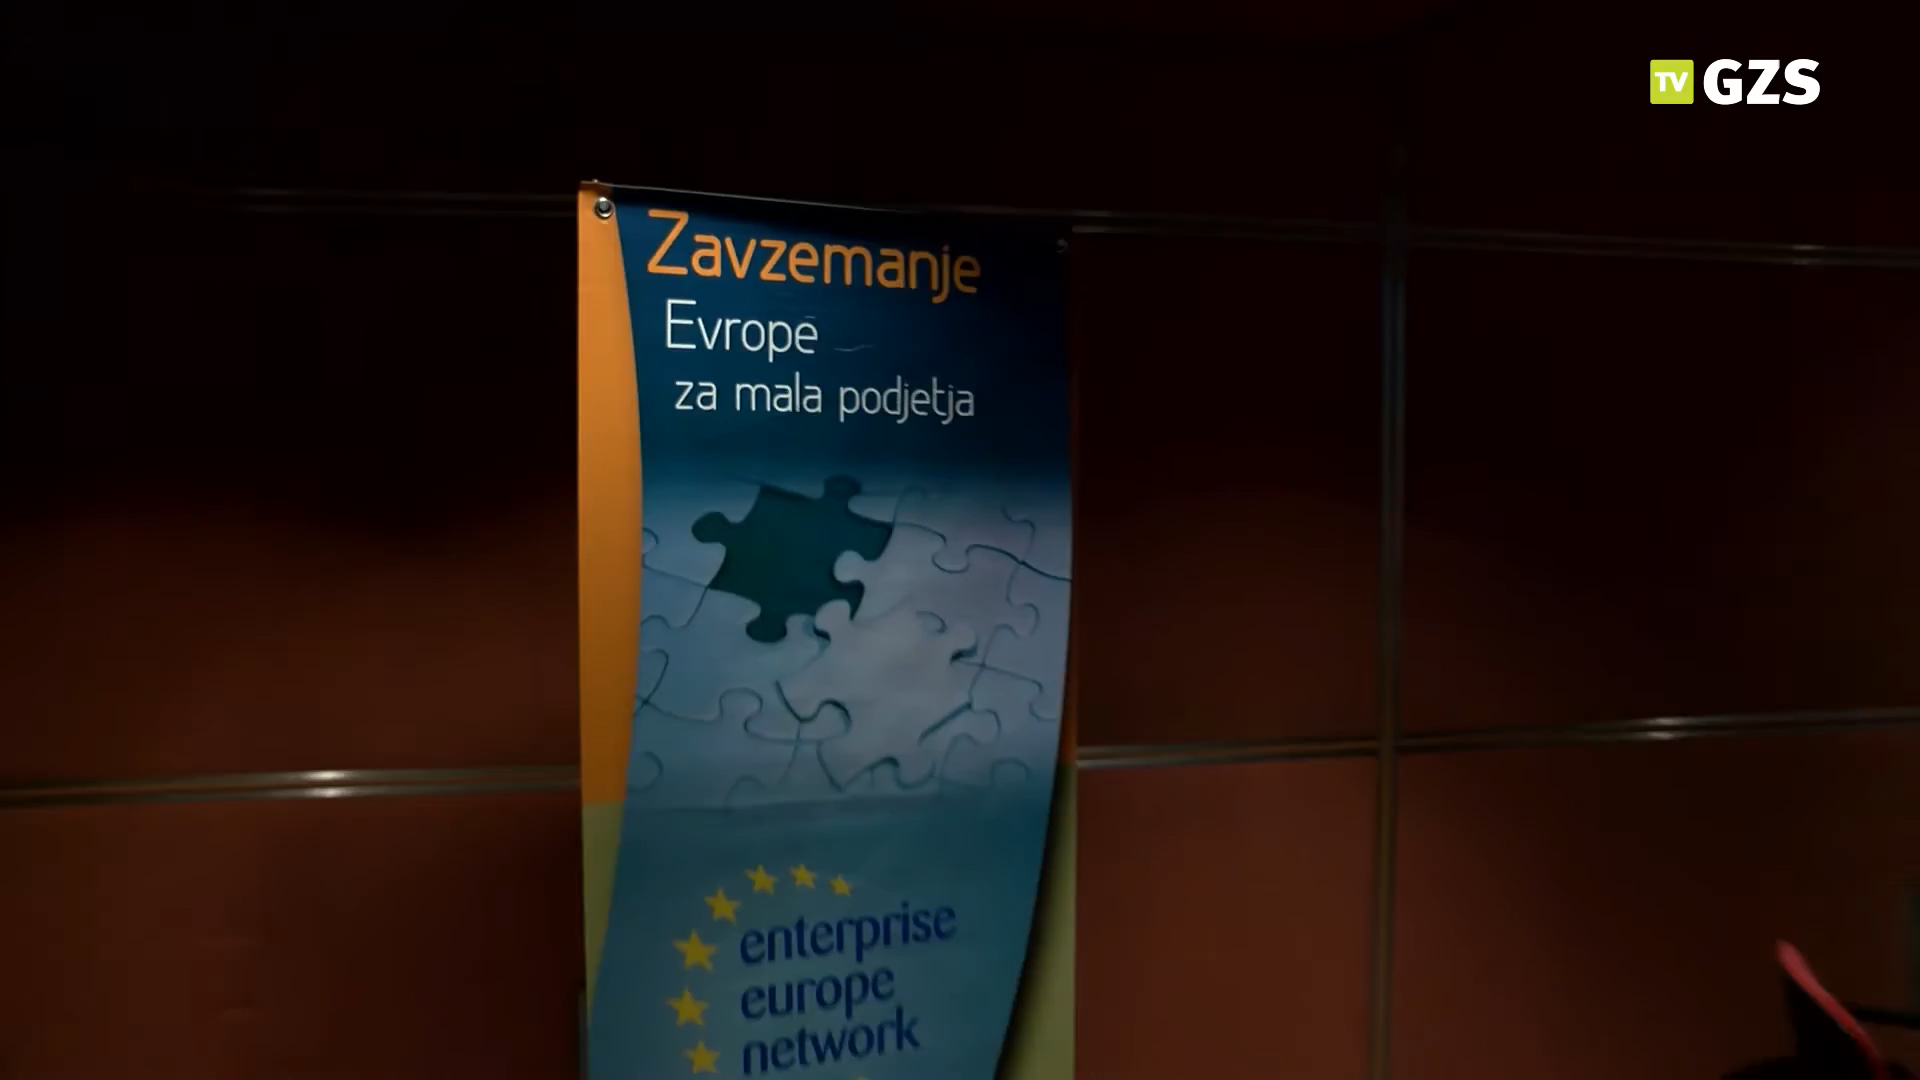 TV GZS
Zavzemanje
Evrope
za mala podjetja
enterprise
europe
network